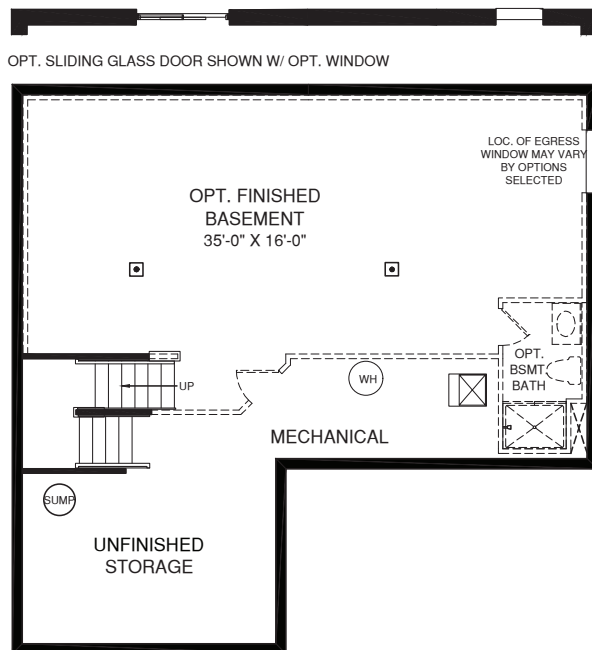 OPT. SLIDING GLASS DOOR SHOWN W/ OPT. WINDOW
LOC. OF EGRESS
WINDOW MAY VARY
BY OPTIONS
SELECTED
OPT. FINISHED
BASEMENT
35'-0" X 16'-0"
OPT.
BSMT.
BATH
UP
WH
MECHANICAL
SUMP
UNFINISHED
STORAGE